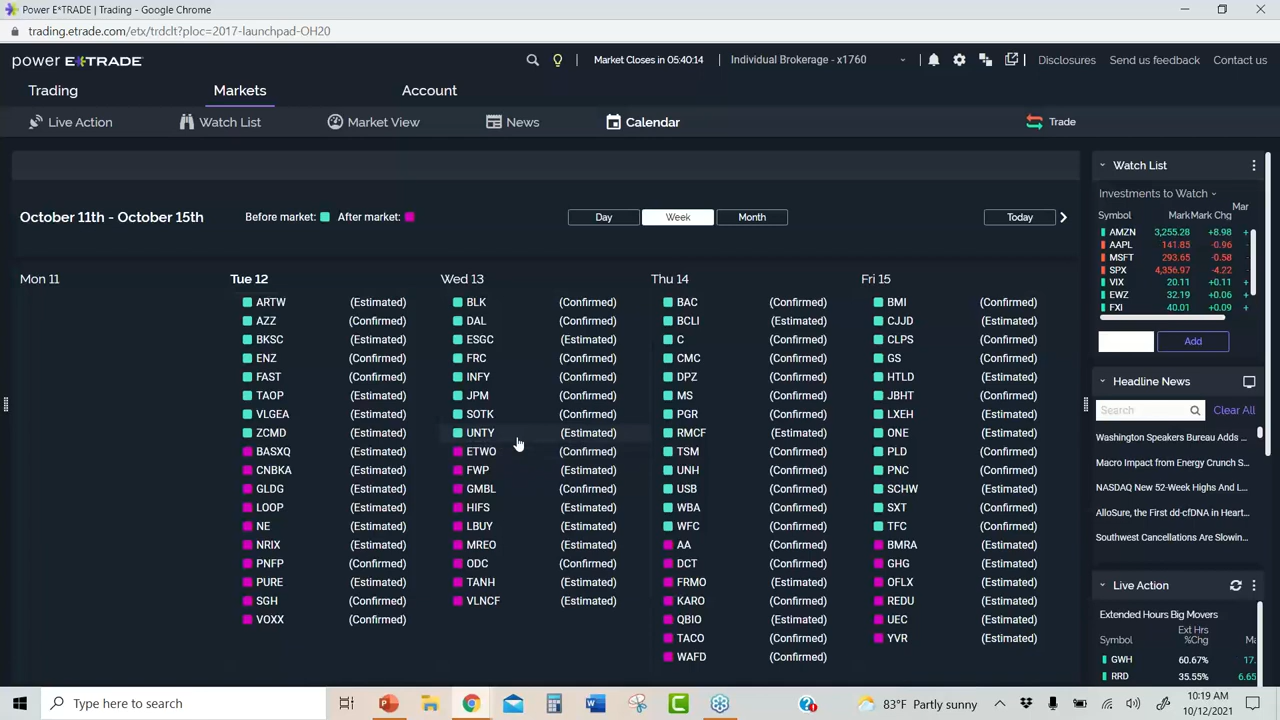 Power E*TRADE | Trading - Google Chrome
trading.etrade.com/etx/trdclt?ploc=2017-launchpad-OH20
power E*TRADE Market Closes in 05:40:14 Individual Brokerage - x1760 Disclosures Send us feedback Contact us
Trading Markets Account
Live Action Watch List Market View News Calendar Trade
October 11th - October 15th Before market: After market: Day Week Month Today
Mon 11 Tue 12 Wed 13 Thu 14 Fri 15
ARTW (Estimated) BLK (Confirmed) BAC (Confirmed) BMI (Confirmed)
AZZ (Confirmed) DAL (Confirmed) BCLI (Estimated) CJJD (Estimated)
BKSC (Estimated) ESGC (Estimated) C (Confirmed) CLPS (Estimated)
ENZ (Confirmed) FRC (Confirmed) CMC (Confirmed) GS (Confirmed)
FAST (Confirmed) INFY (Confirmed) DPZ (Confirmed) HTLD (Estimated)
TAOP (Estimated) JPM (Confirmed) MS (Confirmed) JBHT (Confirmed)
VLGEA (Estimated) SOTK (Confirmed) PGR (Confirmed) LXEH (Estimated)
ZCMD (Estimated) UNTY (Estimated) RMCF (Estimated) ONE (Estimated)
BASXQ (Estimated) ETWO (Confirmed) TSM (Confirmed) PLD (Confirmed)
CNBKA (Estimated) FWP (Estimated) UNH (Confirmed) PNC (Confirmed)
GLDG (Estimated) GMBL (Estimated) USB (Confirmed) SCHW (Confirmed)
LOOP (Estimated) HIFS (Estimated) WBA (Confirmed) SXT (Confirmed)
NE (Estimated) LBUY (Estimated) WFC (Confirmed) TFC (Confirmed)
NRIX (Estimated) MREO (Estimated) AA (Confirmed) BMRA (Estimated)
PNFP (Confirmed) ODC (Confirmed) DCT (Confirmed) GHG (Estimated)
PURE (Estimated) TANH (Estimated) FRMO (Estimated) OFLX (Estimated)
SGH (Confirmed) VLNCF (Estimated) KARO (Confirmed) REDU (Estimated)
VOXX (Confirmed) QBIO (Estimated) UEC (Estimated)
TACO (Confirmed) YVR (Estimated)
WAFD (Confirmed)
Watch List
Investments to Watch
Mar
Symbol Mark Mark Chg
AMZN 3,255.28 +8.98 +
AAPL 141.85 -0.96 -
MSFT 293.65 -0.58 -
SPX 4,356.97 -4.22 -
VIX 20.11 +0.11 +
EWZ 32.19 +0.06 +
FXI 40.01 +0.09 +
Add
Headline News
Search Clear All
Washington Speakers Bureau Adds ...
Macro Impact from Energy Crunch S...
NASDAQ New 52-Week Highs And L...
AlloSure, the First dd-cfDNA in Heart...
Southwest Cancellations Are Slowin...
Live Action
Extended Hours Big Movers
Symbol Ext Hrs %Chg Ma
GWH 60.67% 17.
RRD 35.55% 6.65
Type here to search 83°F Partly sunny 10:19 AM
10/12/2021